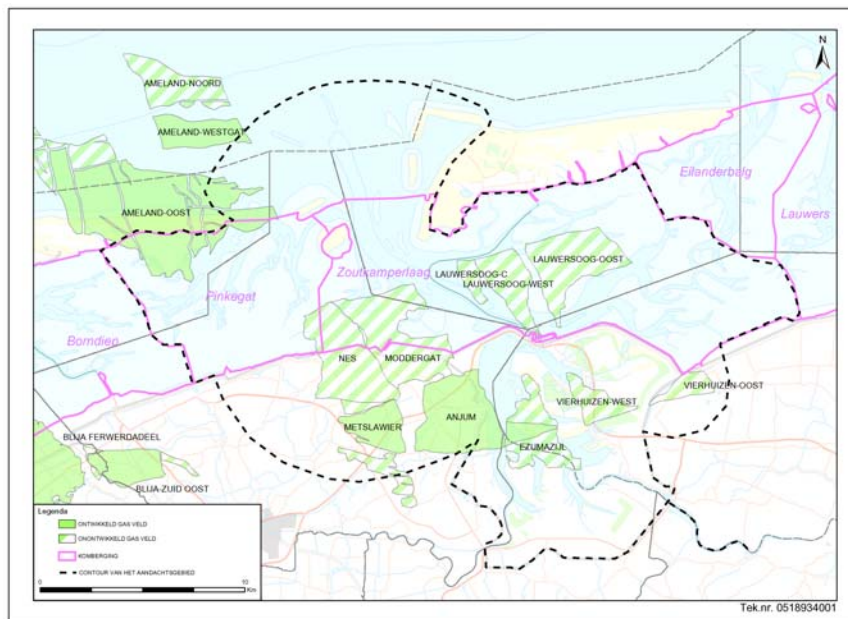 N
AMELAND-NOORD
AMELAND-WESTGAT
AMELAND-OOST
Eilanderbalg
Lauwers
Zoutkamperlaag
LAUWERSOOG-C
LAUWERSOOG-WEST
LAUWERSOOG-OOST
Pinkegat
Borndiep
NES
MODDERGAT
VIERHUIZEN-OOST
VIERHUIZEN-WEST
METSLAWIER
ANJUM
EZUMAZIJL
BLIJA FERWERDADEEL
BLIJA-ZUID OOST
Legenda
ONTWIKKELD GAS VELD
ONONTWIKKELD GAS VELD
KOMBERGING
CONTOUR VAN HET AANDACHTSGEBIED
0 10
Km
Tek.nr. 0518934001